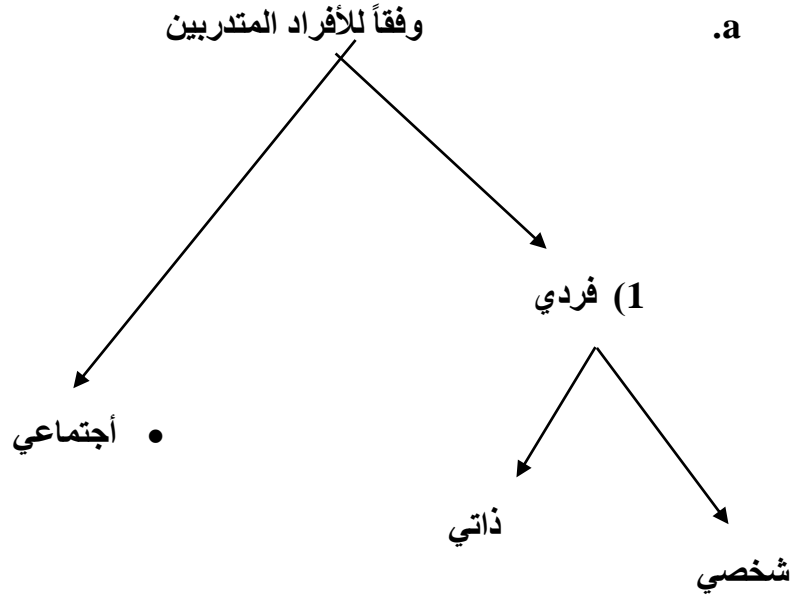 a. وفقاً للأفراد المتدربين
1) فردي
• أجتماعي
ذاتي
شخصي